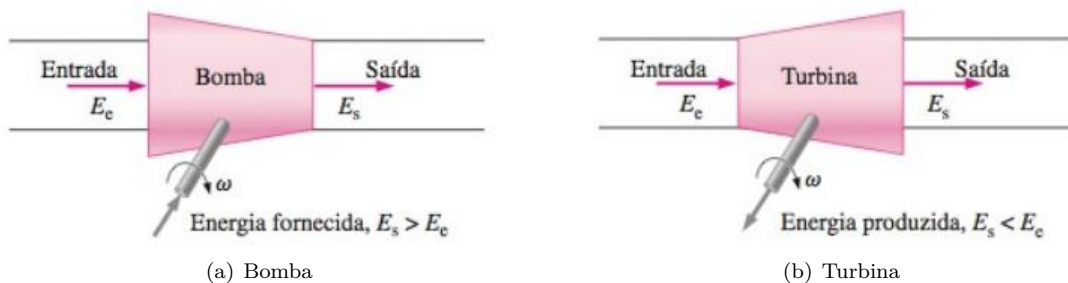 Entrada
E_e
Bomba
Saída
E_s
ω
Energia fornecida, E_s > E_e
(a) Bomba
Entrada
E_e
Turbina
Saída
E_s
ω
Energia produzida, E_s < E_e
(b) Turbina